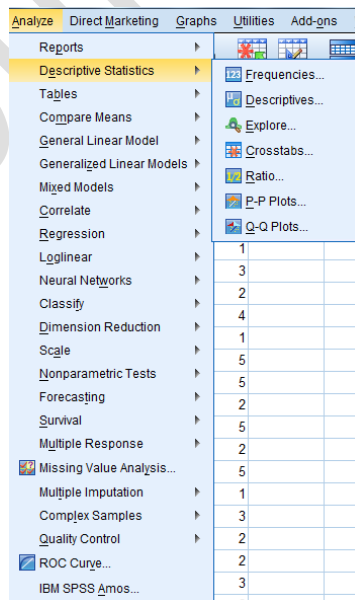 Analyze Direct Marketing Graphs Utilities Add-ons
Reports
Descriptive Statistics
Tables
Compare Means
General Linear Model
Generalized Linear Models
Mixed Models
Correlate
Regression
Loglinear
Neural Networks
Classify
Dimension Reduction
Scale
Nonparametric Tests
Forecasting
Survival
Multiple Response
Missing Value Analysis...
Multiple Imputation
Complex Samples
Quality Control
ROC Curve...
IBM SPSS Amos...
123 Frequencies...
Descriptives...
Explore...
Crosstabs...
1/2 Ratio...
P-P Plots...
Q-Q Plots...
1
3
2
4
1
5
5
2
5
2
5
1
3
2
2
3